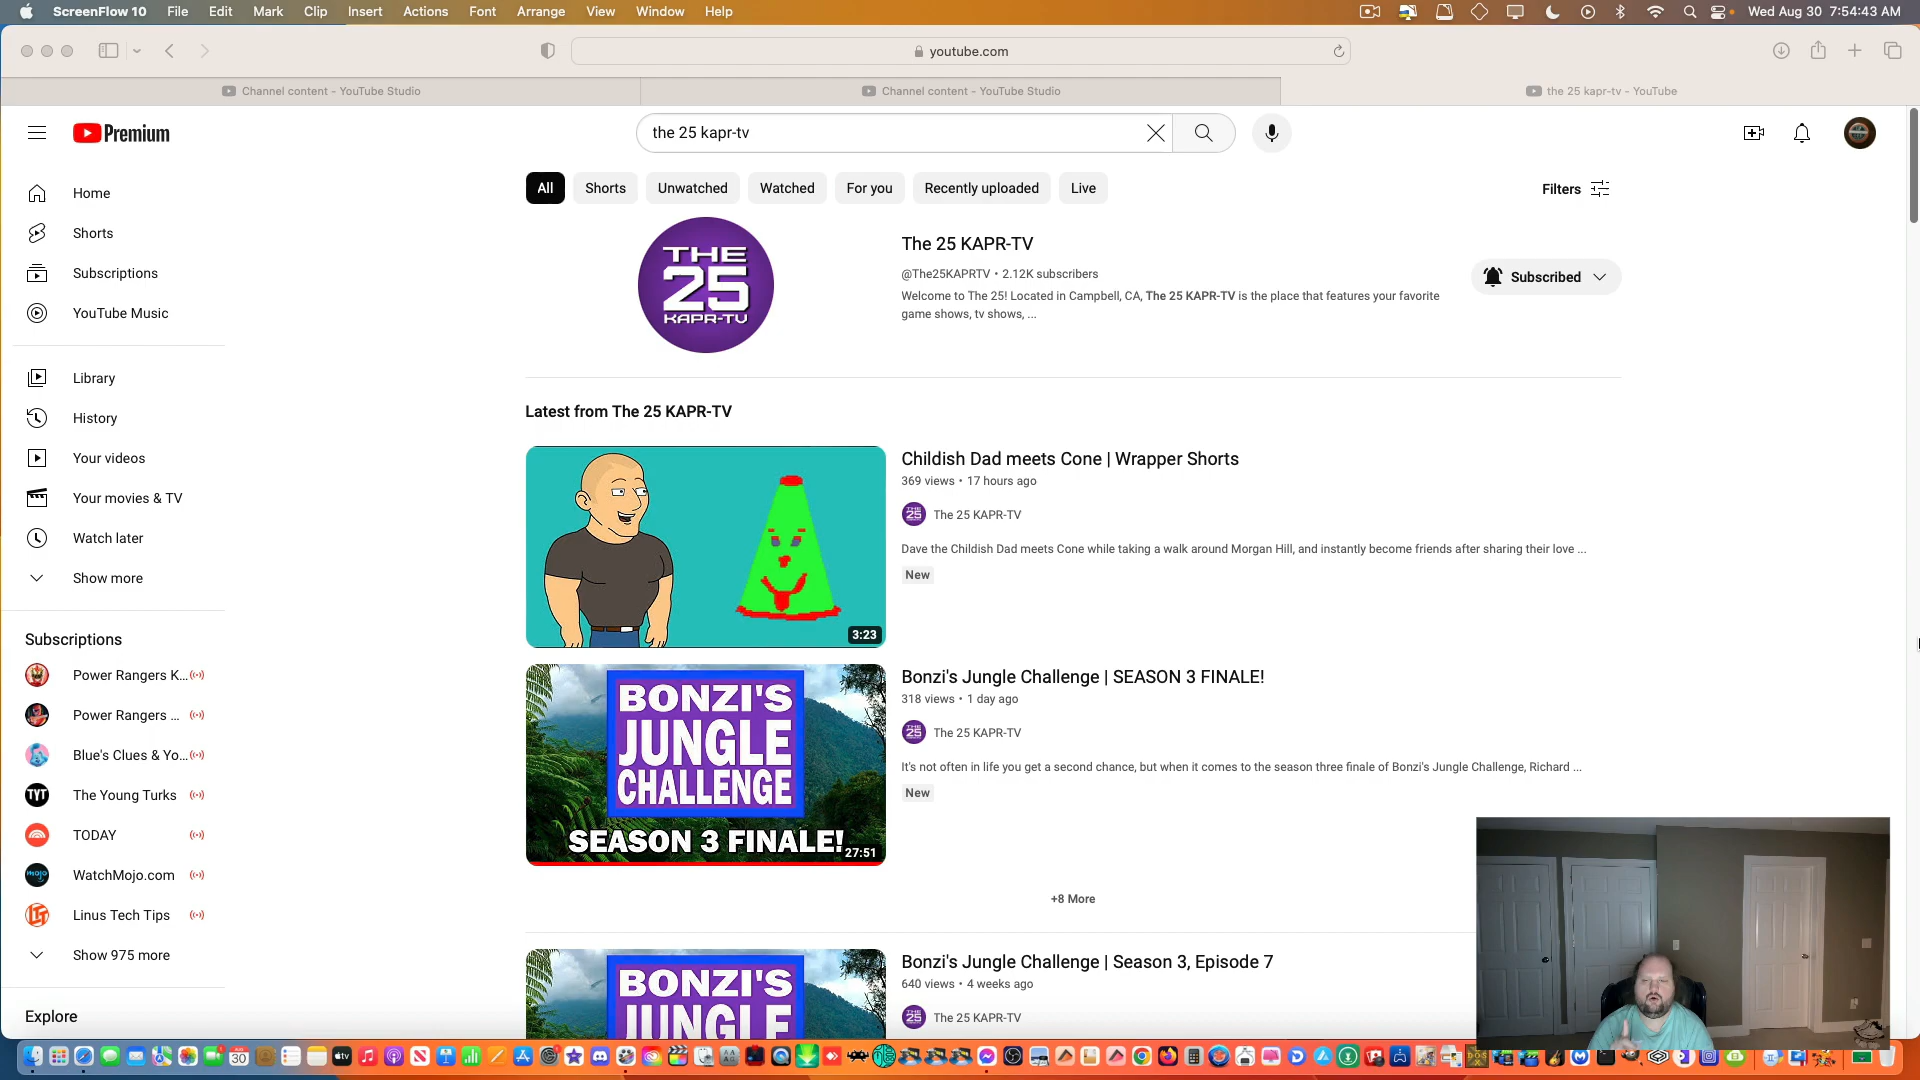 ScreenFlow 10 File Edit Mark Clip Insert Actions Font Arrange View Window Help Wed Aug 30 7:54:43 AM
youtube.com
Channel content - YouTube Studio
Channel content - YouTube Studio
the 25 kapr-tv - YouTube
Premium
the 25 kapr-tv
All
Shorts
Unwatched
Watched
For you
Recently uploaded
Live
Filters
Home
Shorts
Subscriptions
YouTube Music
Library
History
Your videos
Your movies & TV
Watch later
Show more
Subscriptions
Power Rangers K...
Power Rangers ...
Blue's Clues & Yo...
TYT
The Young Turks
TODAY
mojo
WatchMojo.com
Linus Tech Tips
Show 975 more
Explore
THE
25
KAPR-TV
The 25 KAPR-TV
@The25KAPRTV • 2.12K subscribers
Welcome to The 25! Located in Campbell, CA, The 25 KAPR-TV is the place that features your favorite
game shows, tv shows, ...
Subscribed
Latest from The 25 KAPR-TV
3:23
Childish Dad meets Cone | Wrapper Shorts
369 views • 17 hours ago
The 25 KAPR-TV
Dave the Childish Dad meets Cone while taking a walk around Morgan Hill, and instantly become friends after sharing their love ...
New
BONZI'S
JUNGLE
CHALLENGE
SEASON 3 FINALE!
27:51
Bonzi's Jungle Challenge | SEASON 3 FINALE!
318 views • 1 day ago
The 25 KAPR-TV
It's not often in life you get a second chance, but when it comes to the season three finale of Bonzi's Jungle Challenge, Richard ...
New
+8 More
BONZI'S
JUNGLE
Bonzi's Jungle Challenge | Season 3, Episode 7
640 views • 4 weeks ago
The 25 KAPR-TV
30
tv